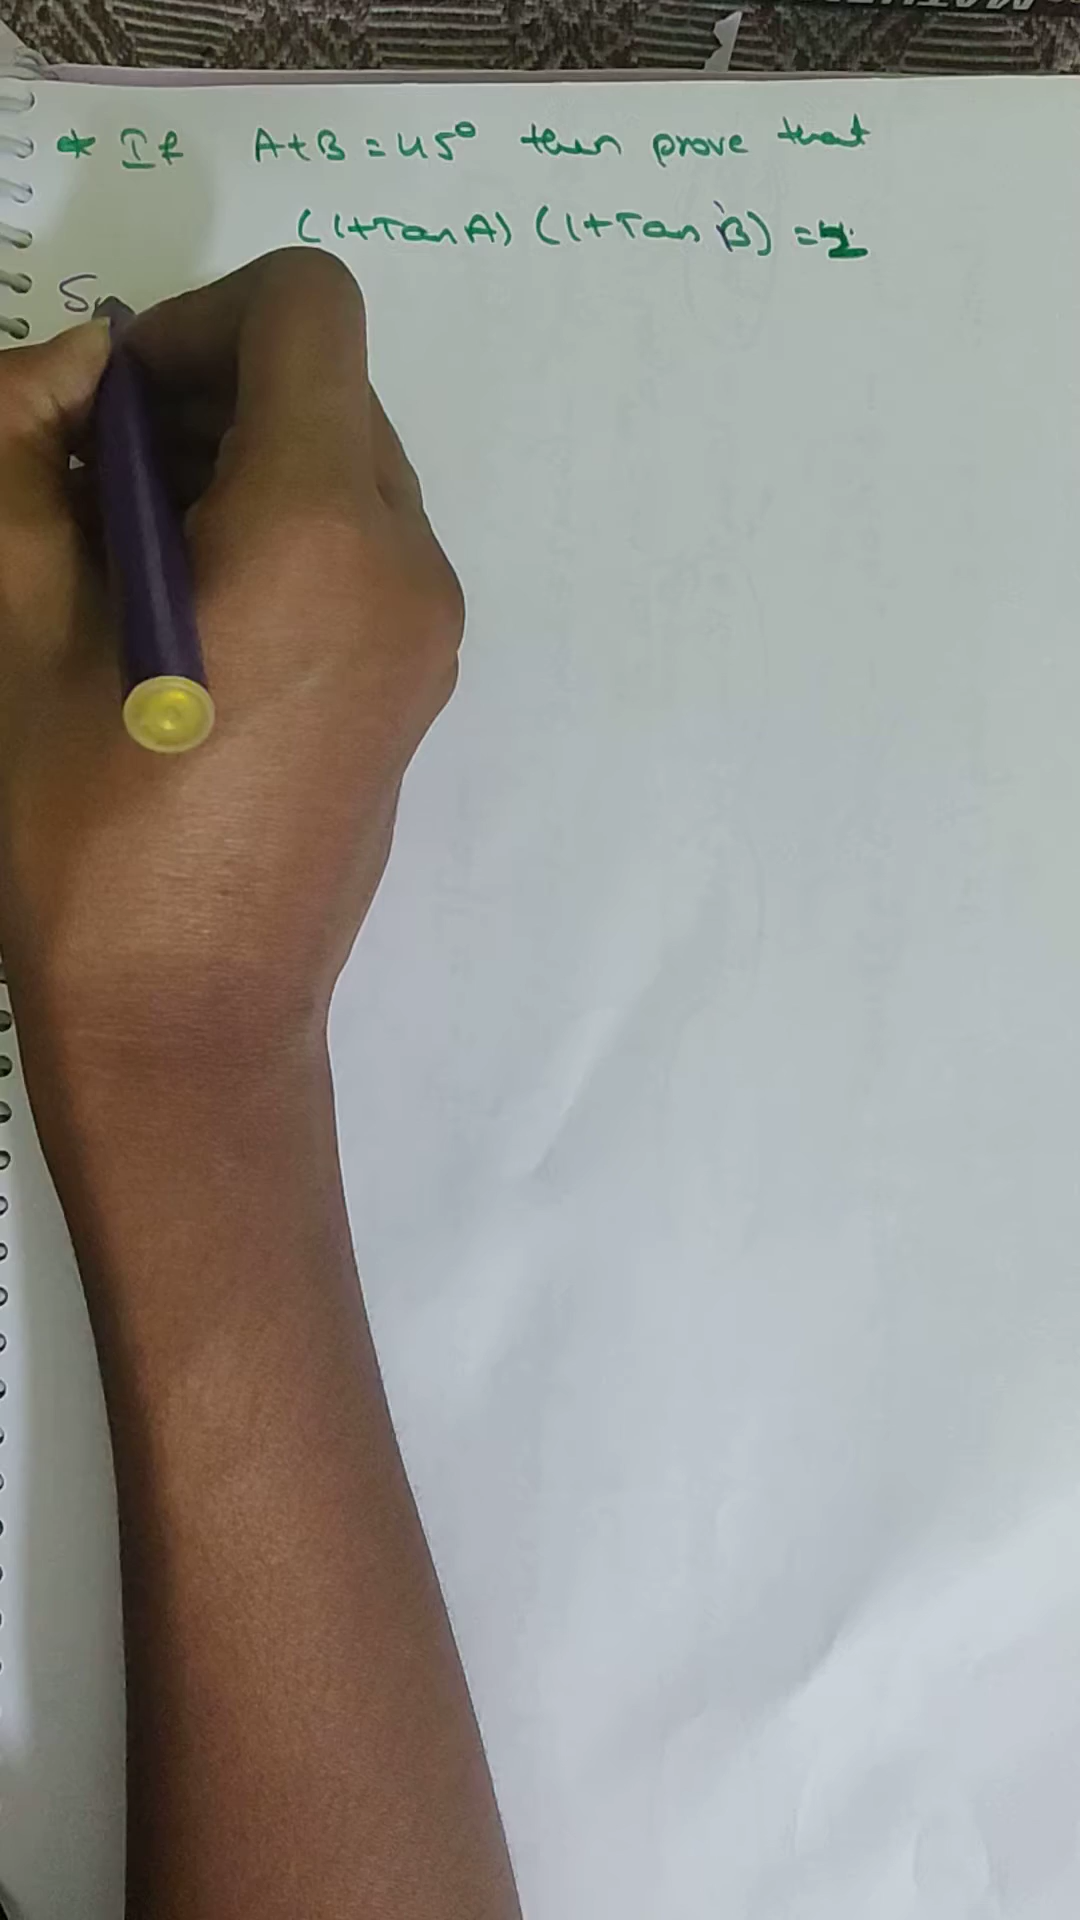 * If A+B = 45° then prove that
(1+Tan A) (1+Tan B) = 2